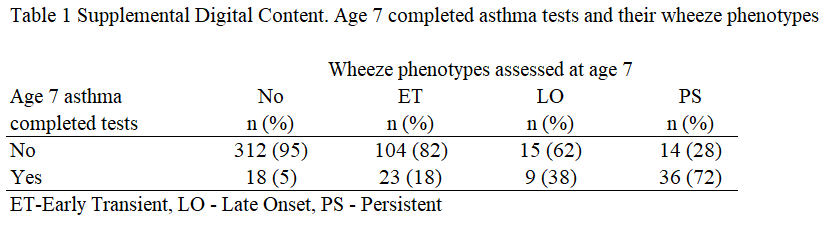 Table 1 Supplemental Digital Content. Age 7 completed asthma tests and their wheeze phenotypes
Wheeze phenotypes assessed at age 7
Age 7 asthma No ET LO PS
completed tests n (%) n (%) n (%) n (%)
No 312 (95) 104 (82) 15 (62) 14 (28)
Yes 18 (5) 23 (18) 9 (38) 36 (72)
ET-Early Transient, LO - Late Onset, PS - Persistent